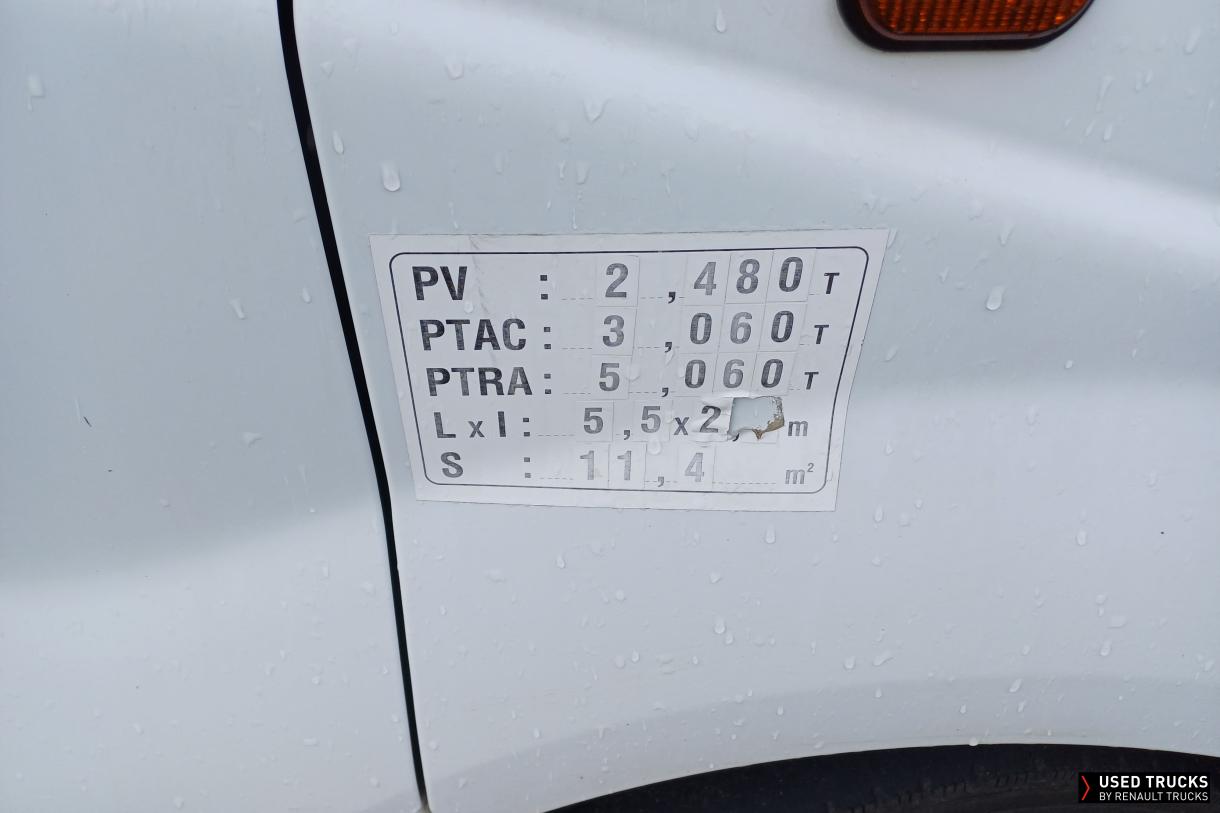 PV : 2,480 T
PTAC : 3,060 T
PTRA : 5,060 T
L x l : 5,5 x 2, m
S : 11,4 m²
USED TRUCKS
BY RENAULT TRUCKS